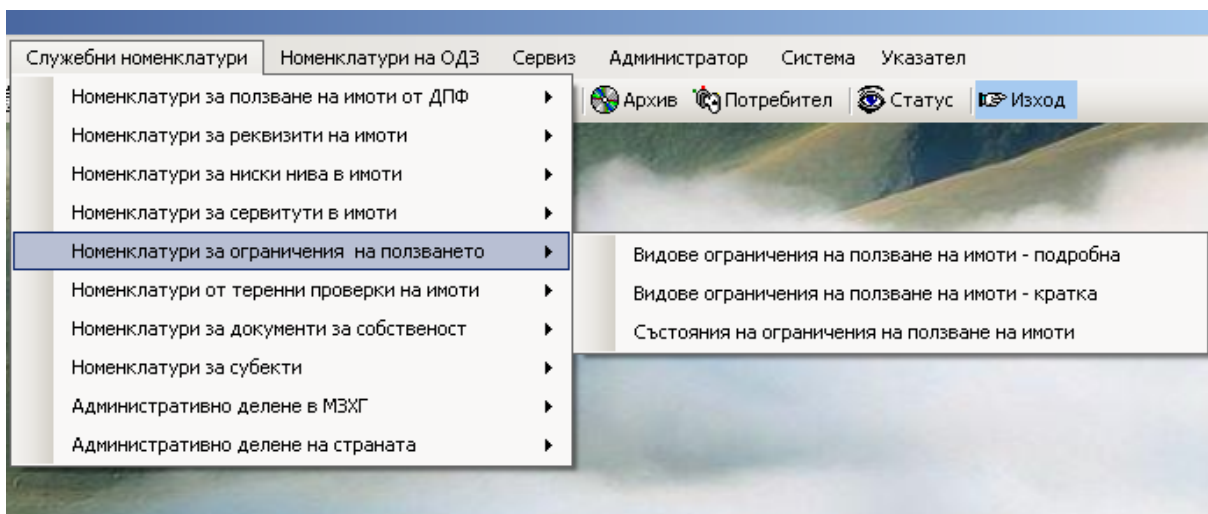 Служебни номенклатури Номенклатури на ОДЗ Сервиз Администратор Система Указател
Архив Потребител Статус Изход
Номенклатури за ползване на имоти от ДПФ
Номенклатури за реквизити на имоти
Номенклатури за ниски нива в имоти
Номенклатури за сервитути в имоти
Номенклатури за ограничения на ползването
Номенклатури от теренни проверки на имоти
Номенклатури за документи за собственост
Номенклатури за субекти
Административно делене в МЗХГ
Административно делене на страната
Видове ограничения на ползване на имоти - подробна
Видове ограничения на ползване на имоти - кратка
Състояния на ограничения на ползване на имоти